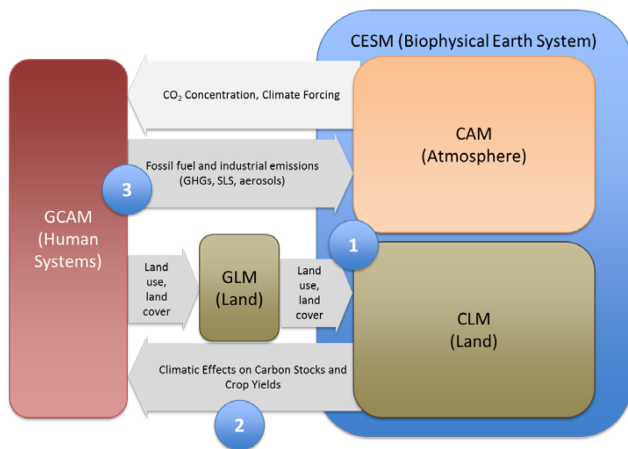 CESM (Biophysical Earth System)
CO₂ Concentration, Climate Forcing
CAM
(Atmosphere)
Fossil fuel and industrial emissions
(GHGs, SLS, aerosols)
3
GCAM
(Human
Systems)
1
Land
use,
land
cover
GLM
(Land)
Land
use,
land
cover
CLM
(Land)
Climatic Effects on Carbon Stocks and
Crop Yields
2